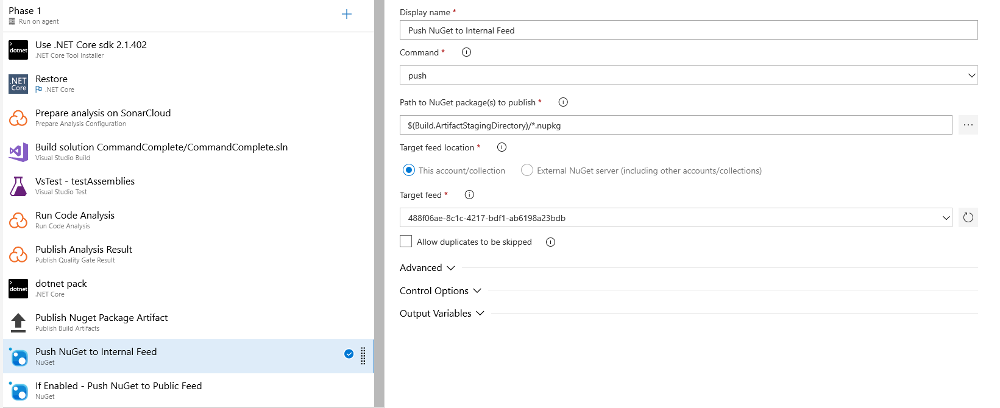 Phase 1
Run on agent
Use .NET Core sdk 2.1.402
.NET Core Tool Installer
Restore
.NET Core
Prepare analysis on SonarCloud
Prepare Analysis Configuration
Build solution CommandComplete/CommandComplete.sln
Visual Studio Build
VsTest - testAssemblies
Visual Studio Test
Run Code Analysis
Run Code Analysis
Publish Analysis Result
Publish Quality Gate Result
dotnet pack
.NET Core
Publish Nuget Package Artifact
Publish Build Artifacts
Push NuGet to Internal Feed
NuGet
If Enabled - Push NuGet to Public Feed
NuGet
dotnet
.NET
Core
dotnet
Display name *
Push NuGet to Internal Feed
Command *
push
Path to NuGet package(s) to publish *
$(Build.ArtifactStagingDirectory)/*.nupkg
Target feed location *
This account/collection External NuGet server (including other accounts/collections)
Target feed *
488f06ae-8c1c-4217-bdf1-ab6198a23bdb
Allow duplicates to be skipped
Advanced
Control Options
Output Variables